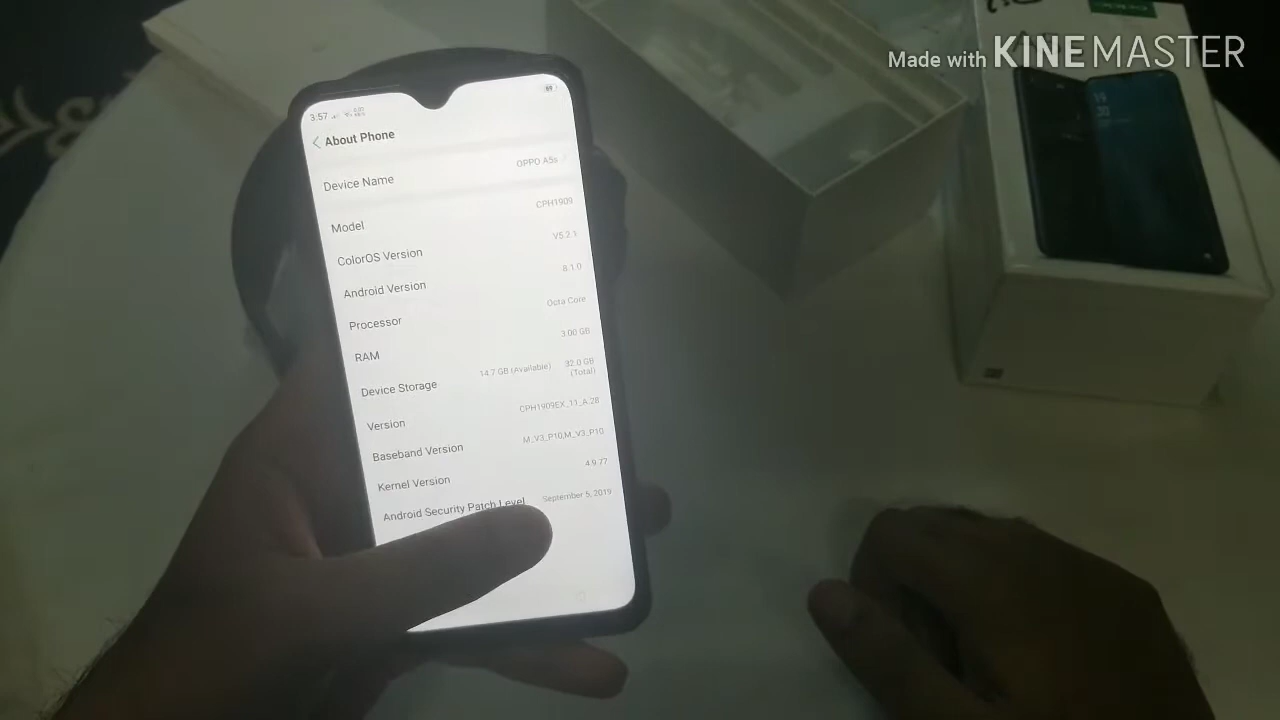 Made with KINEMASTER
3:57
About Phone
Device Name OPPO A5s
Model CPH1909
ColorOS Version V5.2.1
Android Version 8.1.0
Processor Octa Core
RAM 3.00 GB
Device Storage 14.7 GB (Available) 32.0 GB (Total)
Version CPH1909EX_11_A.28
Baseband Version M_V3_P10,M_V3_P10
Kernel Version 4.9.77
Android Security Patch Level September 5, 2019